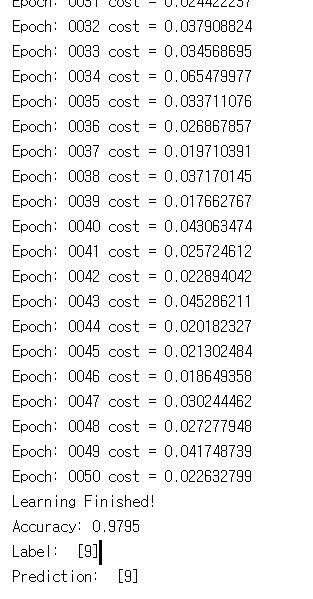 Epoch: 0031 cost = 0.024422257
Epoch: 0032 cost = 0.037908824
Epoch: 0033 cost = 0.034568695
Epoch: 0034 cost = 0.065479977
Epoch: 0035 cost = 0.033711076
Epoch: 0036 cost = 0.026867857
Epoch: 0037 cost = 0.019710391
Epoch: 0038 cost = 0.037170145
Epoch: 0039 cost = 0.017662767
Epoch: 0040 cost = 0.043063474
Epoch: 0041 cost = 0.025724612
Epoch: 0042 cost = 0.022894042
Epoch: 0043 cost = 0.045286211
Epoch: 0044 cost = 0.020182327
Epoch: 0045 cost = 0.021302484
Epoch: 0046 cost = 0.018649358
Epoch: 0047 cost = 0.030244462
Epoch: 0048 cost = 0.027277948
Epoch: 0049 cost = 0.041748739
Epoch: 0050 cost = 0.022632799
Learning Finished!
Accuracy: 0.9795
Label:  [9]
Prediction:  [9]